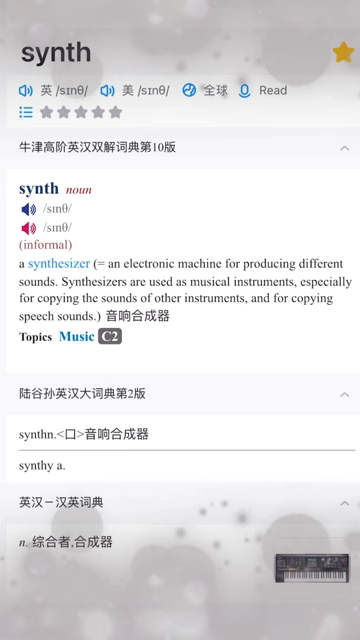 synth
英 /sɪnθ/ 美 /sɪnθ/ 全球 Read
牛津高阶英汉双解词典第10版
synth noun
/sɪnθ/
/sɪnθ/
(informal)
a synthesizer (= an electronic machine for producing different
sounds. Synthesizers are used as musical instruments, especially
for copying the sounds of other instruments, and for copying
speech sounds.) 音响合成器
Topics Music C2
陆谷孙英汉大词典第2版
synthn.<口>音响合成器
synthy a.
英汉－汉英词典
n. 综合者,合成器